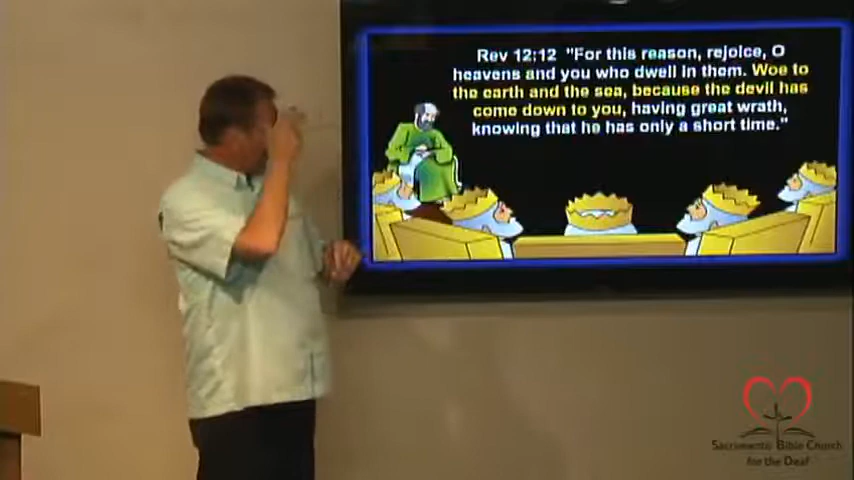 Rev 12:12 "For this reason, rejoice, O
heavens and you who dwell in them. Woe to
the earth and the sea, because the devil has
come down to you, having great wrath,
knowing that he has only a short time."
Sacramento Bible Church
for the Deaf